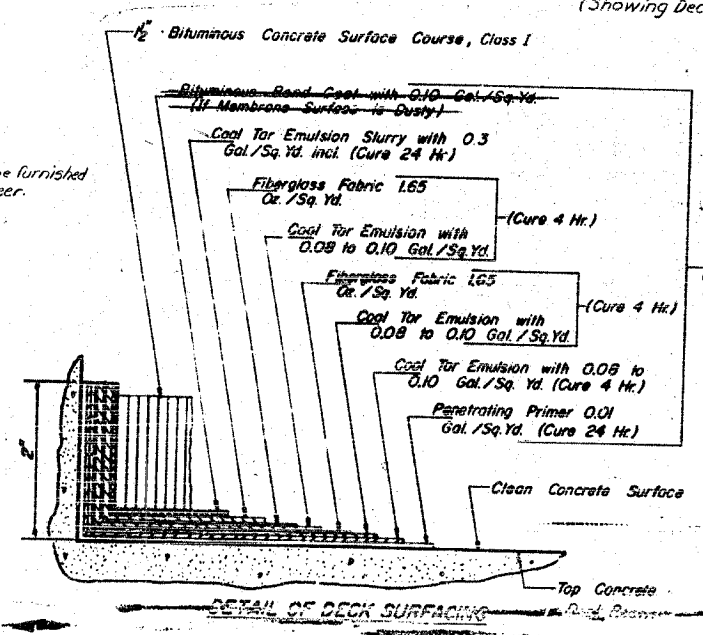 (Showing Dec
1½" Bituminous Concrete Surface Course, Class I
Bituminous Bond Coat with 0.10 Gal./Sq. Yd.
(If Membrane Surface is Dusty)
Coal Tar Emulsion Slurry with 0.3
Gal./Sq. Yd. incl. (Cure 24 Hr.)
e furnished
eer.
Fiberglass Fabric 1.65
Oz./Sq. Yd.
(Cure 4 Hr.)
Coal Tar Emulsion with
0.08 to 0.10 Gal./Sq. Yd.
Fiberglass Fabric 1.65
Oz./Sq. Yd.
(Cure 4 Hr.)
Coal Tar Emulsion with
0.08 to 0.10 Gal./Sq. Yd.
Coal Tar Emulsion with 0.08 to
0.10 Gal./Sq. Yd. (Cure 4 Hr.)
Penetrating Primer 0.01
Gal./Sq. Yd. (Cure 24 Hr.)
2"
Clean Concrete Surface
Top Concrete
DETAIL OF DECK SURFACING